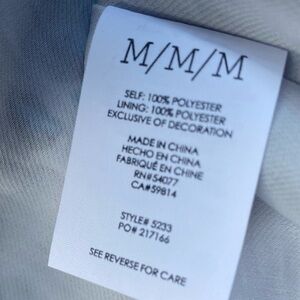 M/M/M
SELF: 100% POLYESTER
LINING: 100% POLYESTER
EXCLUSIVE OF DECORATION
MADE IN CHINA
HECHO EN CHINA
FABRIQUÉ EN CHINE
RN#54077
CA#59814
STYLE# 5233
PO# 217166
SEE REVERSE FOR CARE